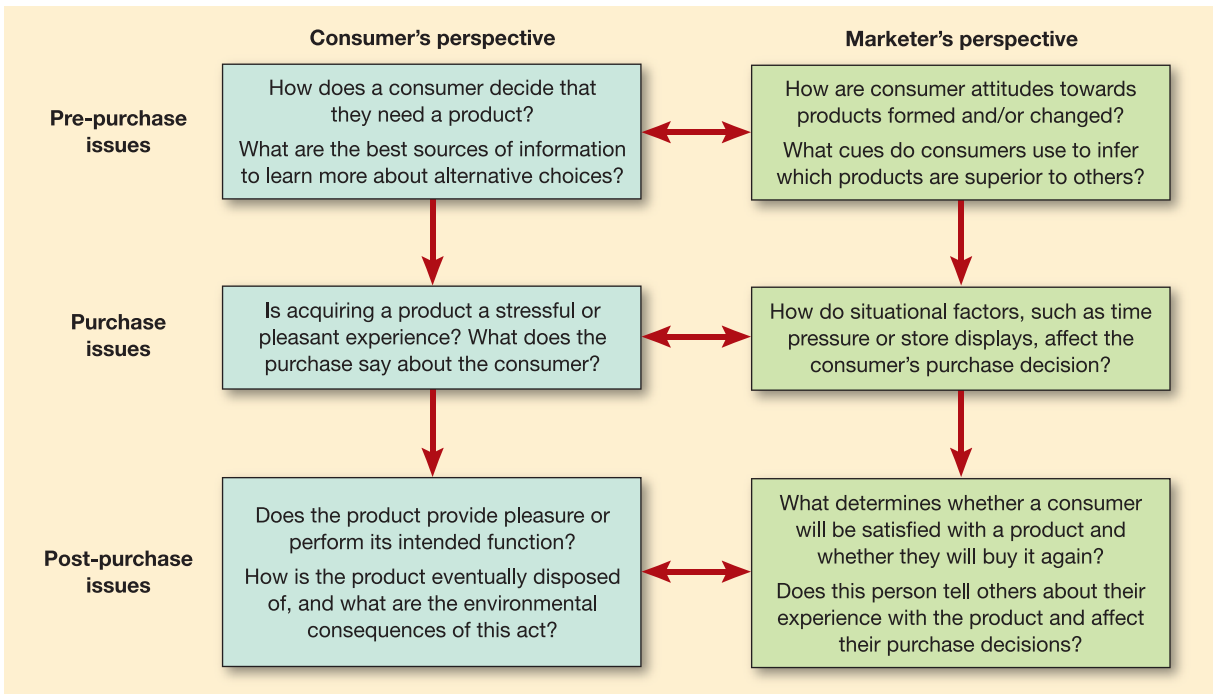 Consumer's perspective
Marketer's perspective
Pre-purchase
issues
How does a consumer decide that
they need a product?
What are the best sources of information
to learn more about alternative choices?
How are consumer attitudes towards
products formed and/or changed?
What cues do consumers use to infer
which products are superior to others?
Purchase
issues
Is acquiring a product a stressful or
pleasant experience? What does the
purchase say about the consumer?
How do situational factors, such as time
pressure or store displays, affect the
consumer's purchase decision?
Post-purchase
issues
Does the product provide pleasure or
perform its intended function?
How is the product eventually disposed
of, and what are the environmental
consequences of this act?
What determines whether a consumer
will be satisfied with a product and
whether they will buy it again?
Does this person tell others about their
experience with the product and affect
their purchase decisions?